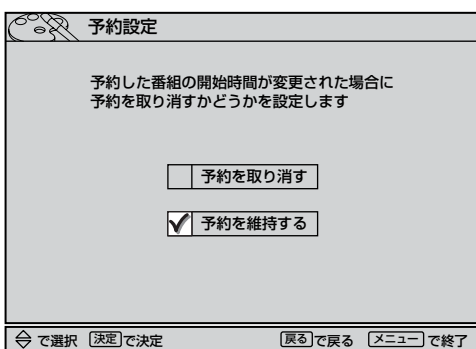 予約設定
予約した番組の開始時間が変更された場合に
予約を取り消すかどうかを設定します
予約を取り消す
予約を維持する
で選択 決定で決定 戻るで戻る メニューで終了